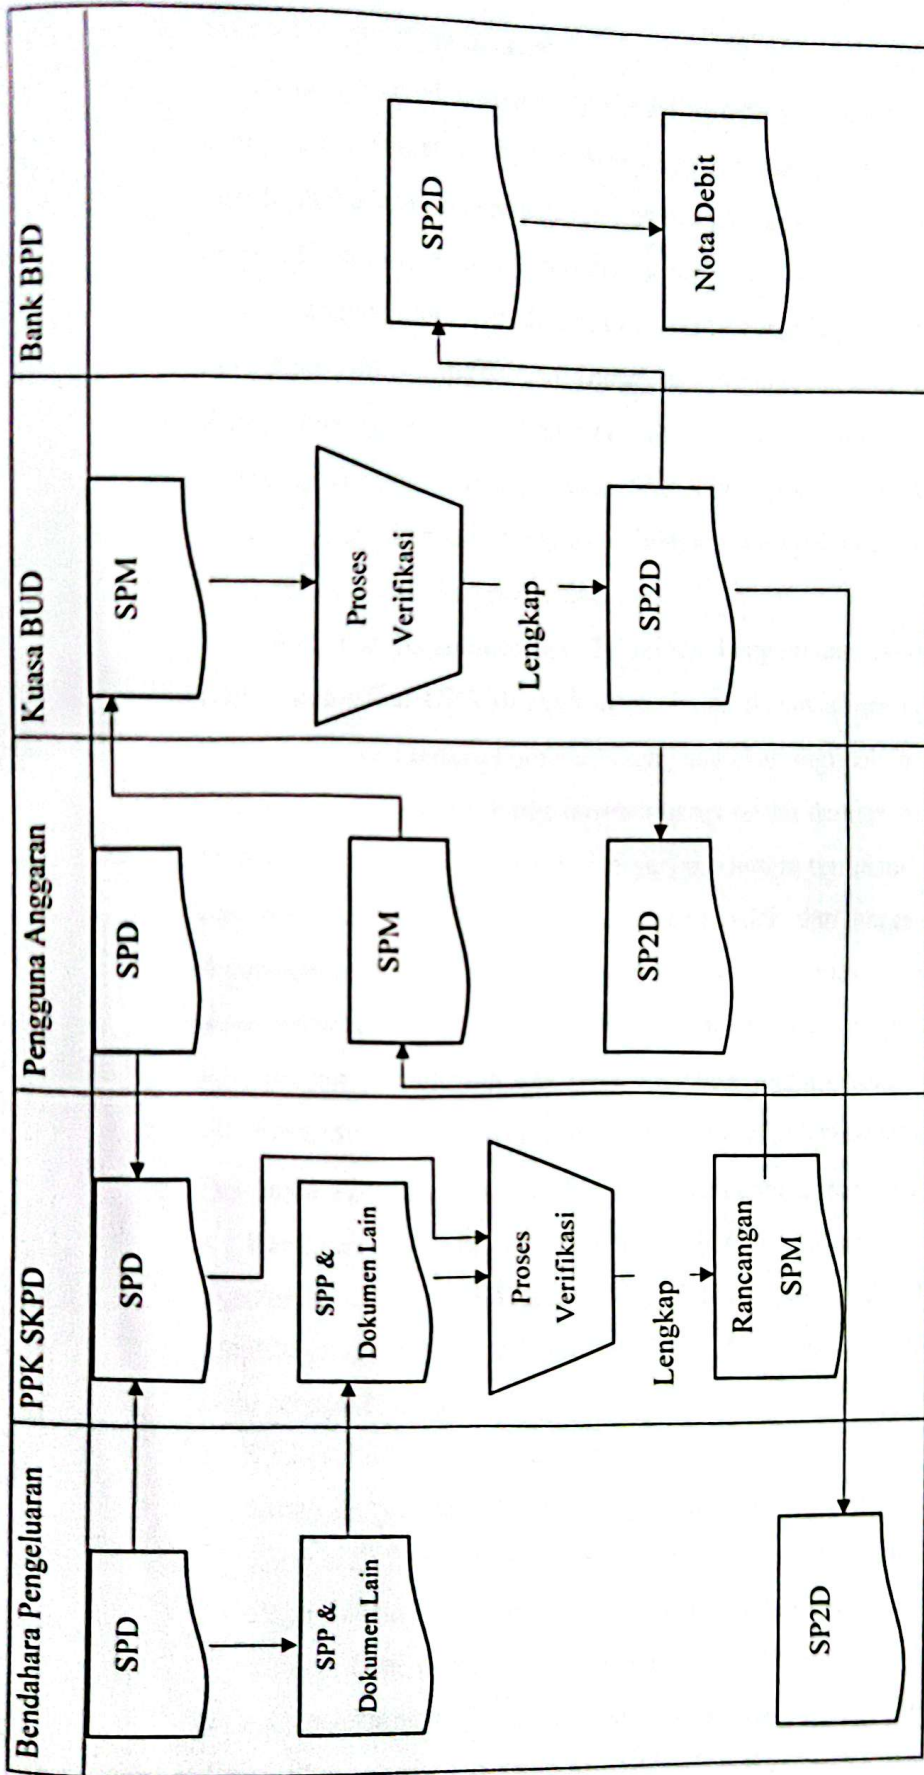 Bendahara Pengeluaran
PPK SKPD
Pengguna Anggaran
Kuasa BUD
Bank BPD
SPD
SPP &
Dokumen Lain
SP2D
SPD
SPP &
Dokumen Lain
Proses
Verifikasi
Lengkap
Rancangan
SPM
SPD
SPM
SP2D
SPM
Proses
Verifikasi
Lengkap
SP2D
SP2D
Nota Debit